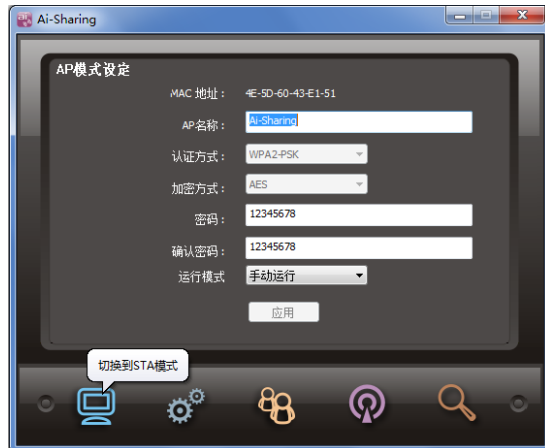 Ai-Sharing
AP模式设定
MAC 地址： 4E-5D-60-43-E1-51
AP名称： Ai-Sharing
认证方式： WPA2-PSK
加密方式： AES
密码： 12345678
确认密码： 12345678
运行模式 手动运行
应用
切换到STA模式